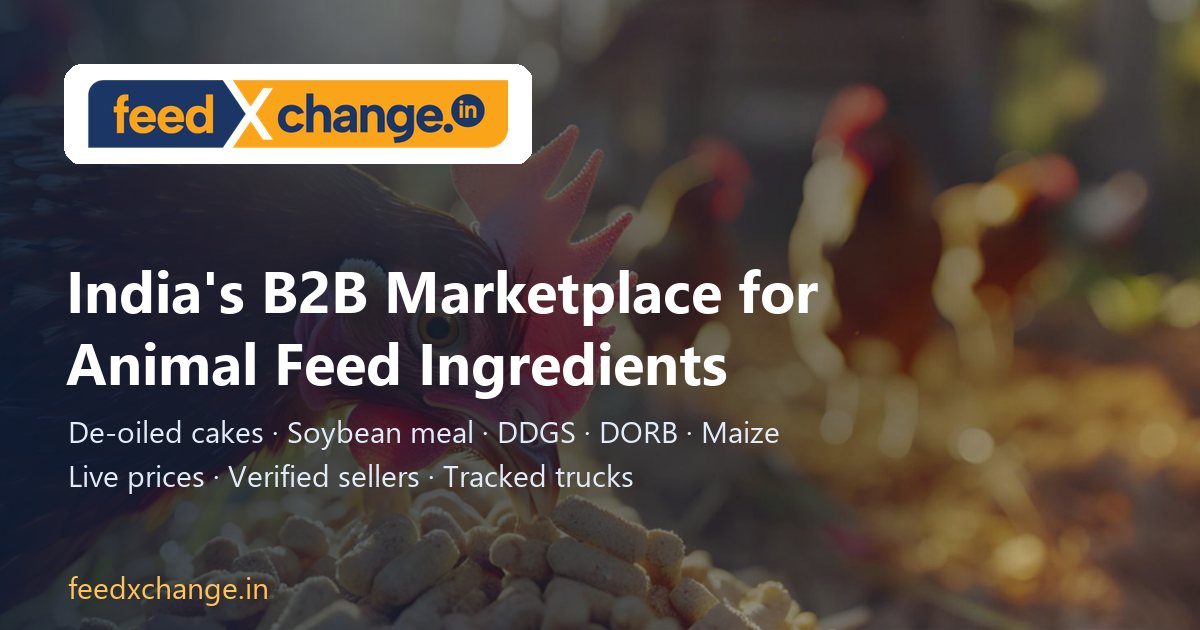 feedXchange.in
India's B2B Marketplace for
Animal Feed Ingredients
De-oiled cakes · Soybean meal · DDGS · DORB · Maize
Live prices · Verified sellers · Tracked trucks
feedxchange.in